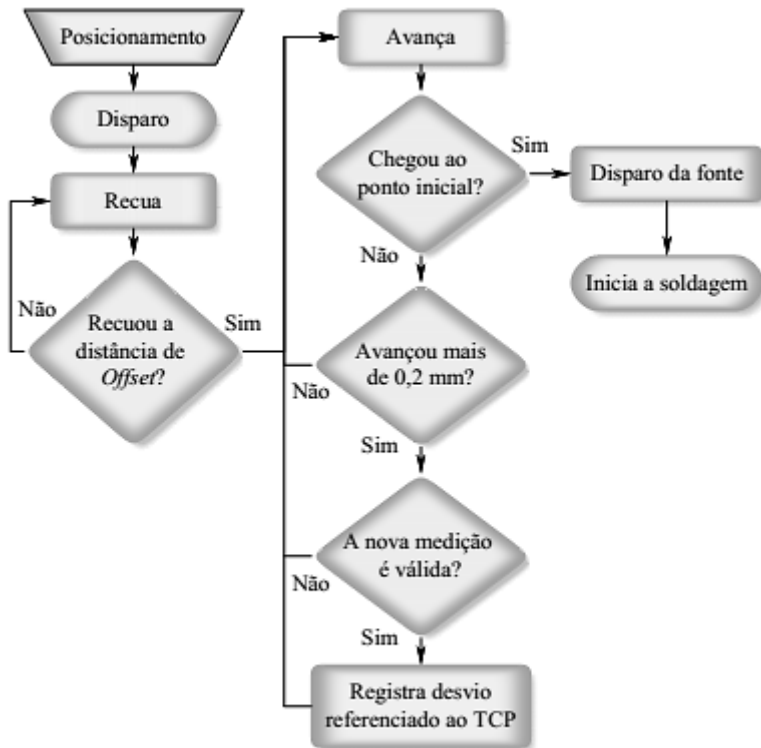 Posicionamento
Disparo
Recua
Não
Recuou a
distância de
Offset?
Sim
Avança
Chegou ao
ponto inicial?
Sim
Disparo da fonte
Inicia a soldagem
Não
Avançou mais
de 0,2 mm?
Não
Sim
A nova medição
é válida?
Não
Sim
Registra desvio
referenciado ao TCP